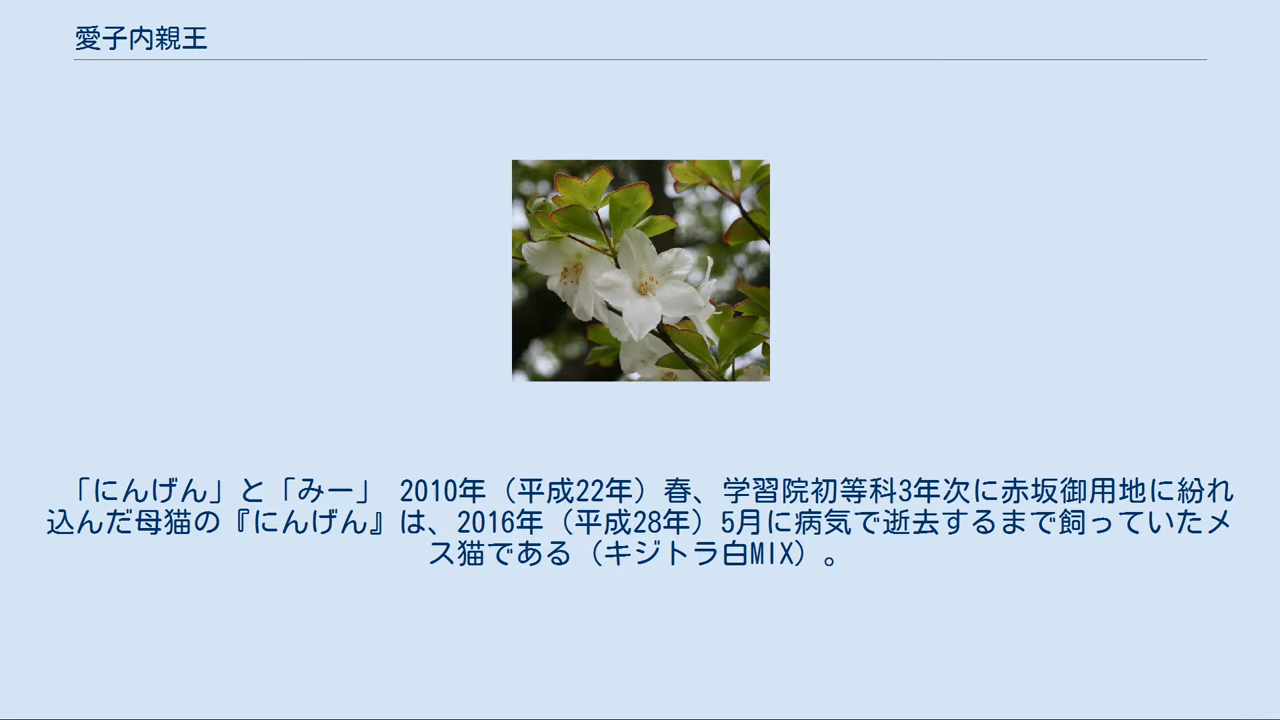 愛子内親王
「にんげん」と「みー」 2010年（平成22年）春、学習院初等科3年次に赤坂御用地に紛れ
込んだ母猫の『にんげん』は、2016年（平成28年）5月に病気で逝去するまで飼っていたメ
ス猫である（キジトラ白MIX）。